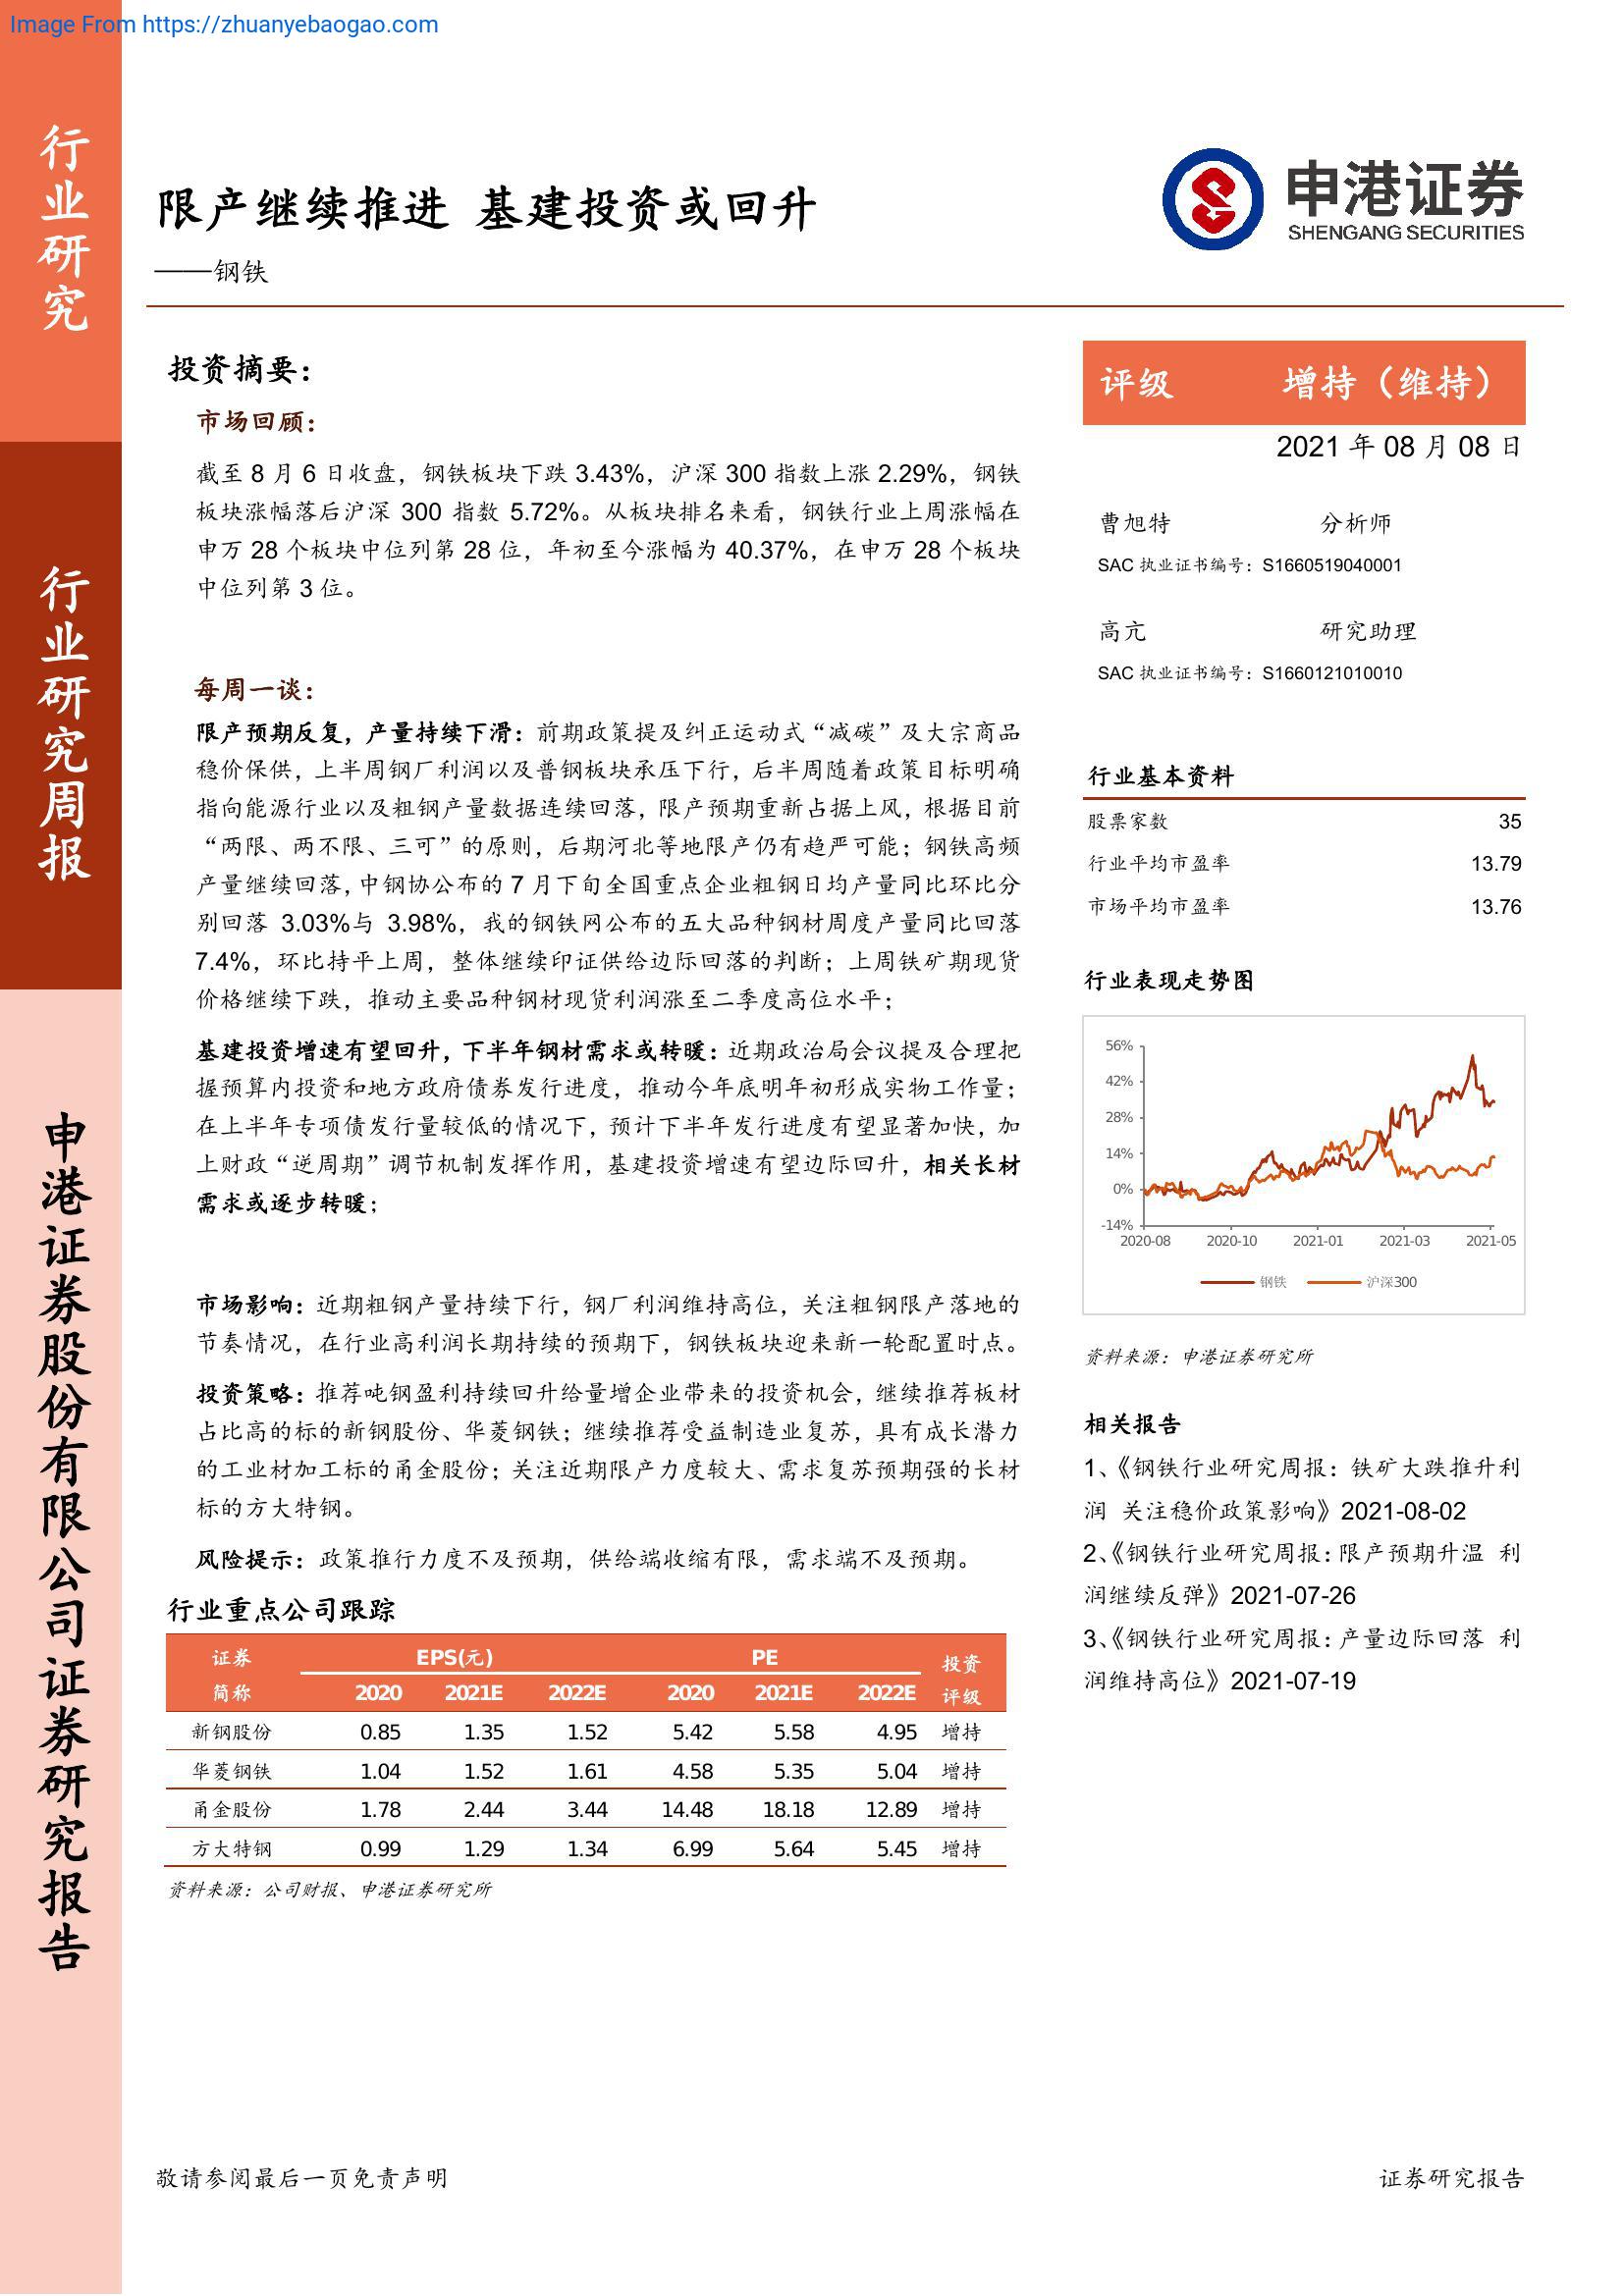 Image From https://zhuanyebaogao.com
行业研究
行业研究周报
申港证券股份有限公司证券研究报告
限产继续推进 基建投资或回升
——钢铁
申港证券
SHENGANG SECURITIES
投资摘要：
市场回顾：
截至 8 月 6 日收盘，钢铁板块下跌 3.43%，沪深 300 指数上涨 2.29%，钢铁
板块涨幅落后沪深 300 指数 5.72%。从板块排名来看，钢铁行业上周涨幅在
申万 28 个板块中位列第 28 位，年初至今涨幅为 40.37%，在申万 28 个板块
中位列第 3 位。
每周一谈：
限产预期反复，产量持续下滑：前期政策提及纠正运动式“减碳”及大宗商品
稳价保供，上半周钢厂利润以及普钢板块承压下行，后半周随着政策目标明确
指向能源行业以及粗钢产量数据连续回落，限产预期重新占据上风，根据目前
“两限、两不限、三可”的原则，后期河北等地限产仍有趋严可能；钢铁高频
产量继续回落，中钢协公布的 7 月下旬全国重点企业粗钢日均产量同比环比分
别回落 3.03%与 3.98%，我的钢铁网公布的五大品种钢材周度产量同比回落
7.4%，环比持平上周，整体继续印证供给边际回落的判断；上周铁矿期现货
价格继续下跌，推动主要品种钢材现货利润涨至二季度高位水平；
基建投资增速有望回升，下半年钢材需求或转暖：近期政治局会议提及合理把
握预算内投资和地方政府债券发行进度，推动今年底明年初形成实物工作量；
在上半年专项债发行量较低的情况下，预计下半年发行进度有望显著加快，加
上财政“逆周期”调节机制发挥作用，基建投资增速有望边际回升，相关长材
需求或逐步转暖；
市场影响：近期粗钢产量持续下行，钢厂利润维持高位，关注粗钢限产落地的
节奏情况，在行业高利润长期持续的预期下，钢铁板块迎来新一轮配置时点。
投资策略：推荐吨钢盈利持续回升给量增企业带来的投资机会，继续推荐板材
占比高的标的新钢股份、华菱钢铁；继续推荐受益制造业复苏，具有成长潜力
的工业材加工标的甬金股份；关注近期限产力度较大、需求复苏预期强的长材
标的方大特钢。
风险提示：政策推行力度不及预期，供给端收缩有限，需求端不及预期。
行业重点公司跟踪
证券 EPS(元) PE 投资
简称 2020 2021E 2022E 2020 2021E 2022E 评级
新钢股份 0.85 1.35 1.52 5.42 5.58 4.95 增持
华菱钢铁 1.04 1.52 1.61 4.58 5.35 5.04 增持
甬金股份 1.78 2.44 3.44 14.48 18.18 12.89 增持
方大特钢 0.99 1.29 1.34 6.99 5.64 5.45 增持
资料来源：公司财报、申港证券研究所
评级 增持（维持）
2021 年 08 月 08 日
曹旭特 分析师
SAC 执业证书编号：S1660519040001
高亢 研究助理
SAC 执业证书编号：S1660121010010
行业基本资料
股票家数 35
行业平均市盈率 13.79
市场平均市盈率 13.76
行业表现走势图
56%
42%
28%
14%
0%
-14%
2020-08 2020-10 2021-01 2021-03 2021-05
钢铁 沪深300
资料来源：申港证券研究所
相关报告
1、《钢铁行业研究周报：铁矿大跌推升利
润 关注稳价政策影响》2021-08-02
2、《钢铁行业研究周报：限产预期升温 利
润继续反弹》2021-07-26
3、《钢铁行业研究周报：产量边际回落 利
润维持高位》2021-07-19
敬请参阅最后一页免责声明 证券研究报告